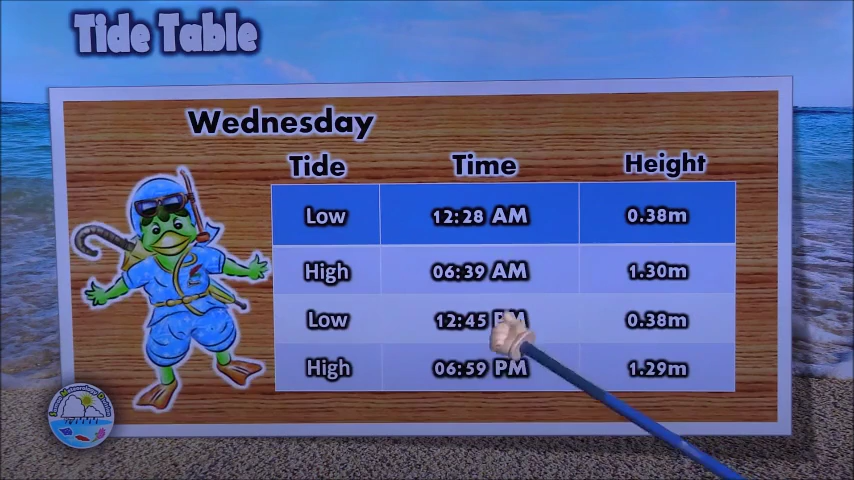 Tide Table
Wednesday
Tide Time Height
Low 12:28 AM 0.38m
High 06:39 AM 1.30m
Low 12:45 PM 0.38m
High 06:59 PM 1.29m